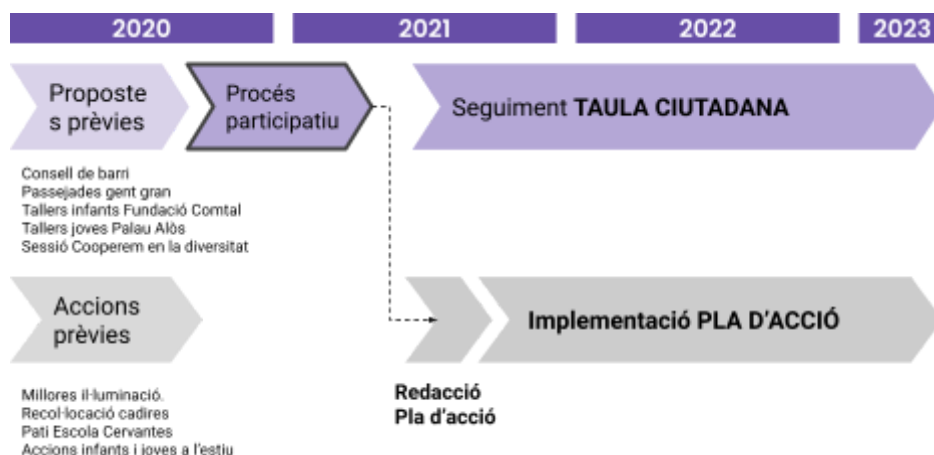 2020
2021
2022
2023
Proposte
s prèvies
Procés
participatiu
Seguiment TAULA CIUTADANA
Consell de barri
Passejades gent gran
Tallers infants Fundació Comtal
Tallers joves Palau Alòs
Sessió Cooperem en la diversitat
Accions
prèvies
Implementació PLA D'ACCIÓ
Millores il·luminació.
Recol·locació cadires
Pati Escola Cervantes
Accions infants i joves a l'estiu
Redacció
Pla d'acció